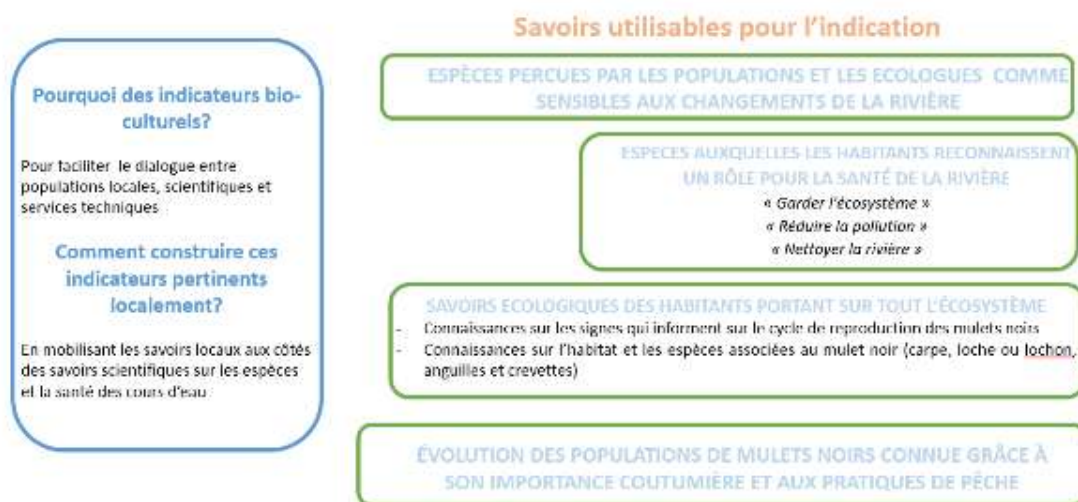 Pourquoi des indicateurs bio-
culturels?
Pour faciliter le dialogue entre
populations locales, scientifiques et
services techniques
Comment construire ces
indicateurs pertinents
localement?
En mobilisant les savoirs locaux aux côtés
des savoirs scientifiques sur les espèces
et la santé des cours d'eau
Savoirs utilisables pour l'indication
ESPÈCES PERCUES PAR LES POPULATIONS ET LES ECOLOGUES COMME
SENSIBLES AUX CHANGEMENTS DE LA RIVIÈRE
ESPECES AUXQUELLES LES HABITANTS RECONNAISSENT
UN RÔLE POUR LA SANTÉ DE LA RIVIÈRE
« Garder l'écosystème »
« Réduire la pollution »
« Nettoyer la rivière »
SAVOIRS ECOLOGIQUES DES HABITANTS PORTANT SUR TOUT L'ÉCOSYSTÈME
- Connaissances sur les signes qui informent sur le cycle de reproduction des mulets noirs
- Connaissances sur l'habitat et les espèces associées au mulet noir (carpe, loche ou lochon,
anguilles et crevettes)
ÉVOLUTION DES POPULATIONS DE MULETS NOIRS CONNUE GRÂCE À
SON IMPORTANCE COUTUMIÈRE ET AUX PRATIQUES DE PÊCHE